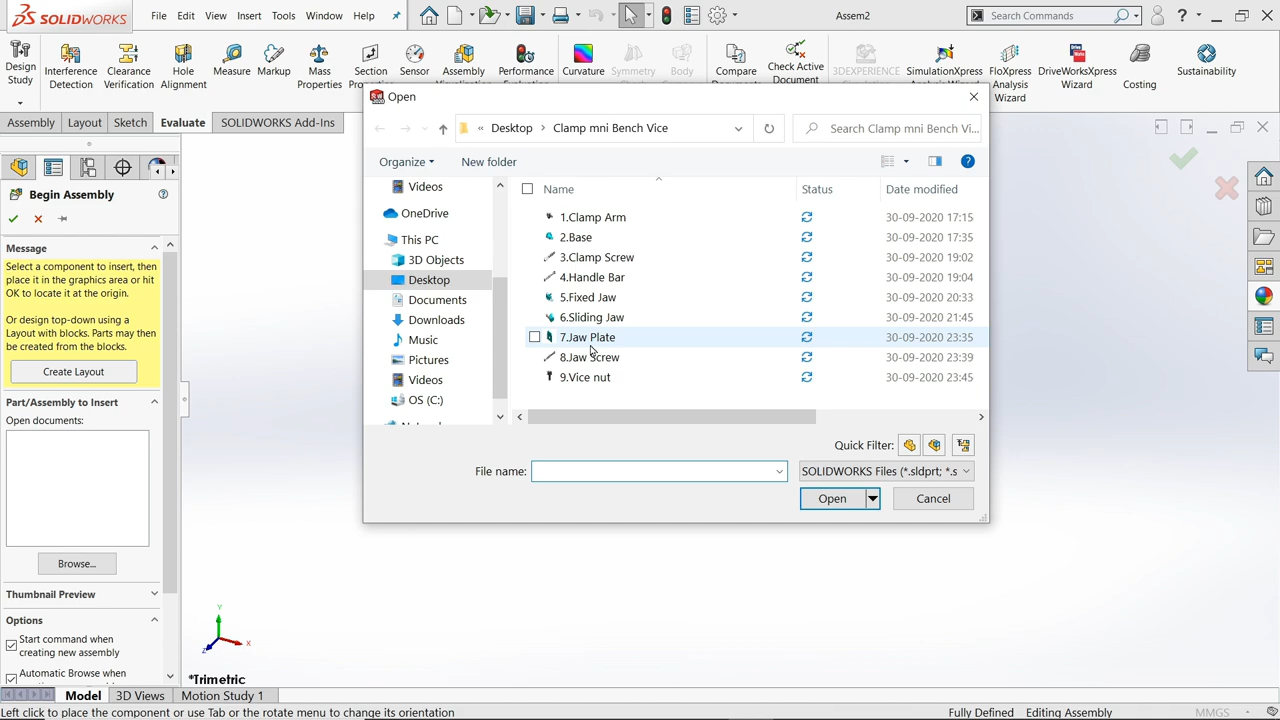 SOLIDWORKS
File Edit View Insert Tools Window Help
Assem2
Search Commands
Design Study
Interference Detection
Clearance Verification
Hole Alignment
Measure
Markup
Mass Properties
Section
Sensor
Assembly
Performance
Curvature
Symmetry
Body
Compare
Check Active Document
3DEXPERIENCE
SimulationXpress
FloXpress Analysis Wizard
DriveWorksXpress Wizard
Costing
Sustainability
Assembly Layout Sketch Evaluate SOLIDWORKS Add-Ins
Begin Assembly
Message
Select a component to insert, then
place it in the graphics area or hit
OK to locate it at the origin.
Or design top-down using a
Layout with blocks. Parts may then
be created from the blocks.
Create Layout
Part/Assembly to Insert
Open documents:
Browse...
Thumbnail Preview
Options
Start command when
creating new assembly
Automatic Browse when
Open
« Desktop > Clamp mni Bench Vice
Search Clamp mni Bench Vi...
Organize
New folder
Videos
OneDrive
This PC
3D Objects
Desktop
Documents
Downloads
Music
Pictures
Videos
OS (C:)
Name Status Date modified
1.Clamp Arm 30-09-2020 17:15
2.Base 30-09-2020 17:35
3.Clamp Screw 30-09-2020 19:02
4.Handle Bar 30-09-2020 19:04
5.Fixed Jaw 30-09-2020 20:33
6.Sliding Jaw 30-09-2020 21:45
7.Jaw Plate 30-09-2020 23:35
8.Jaw Screw 30-09-2020 23:39
9.Vice nut 30-09-2020 23:45
Quick Filter:
File name:
SOLIDWORKS Files (*.sldprt; *.s
Open Cancel
Y
X
Z
*Trimetric
Model 3D Views Motion Study 1
Left click to place the component or use Tab or the rotate menu to change its orientation
Fully Defined Editing Assembly MMGS